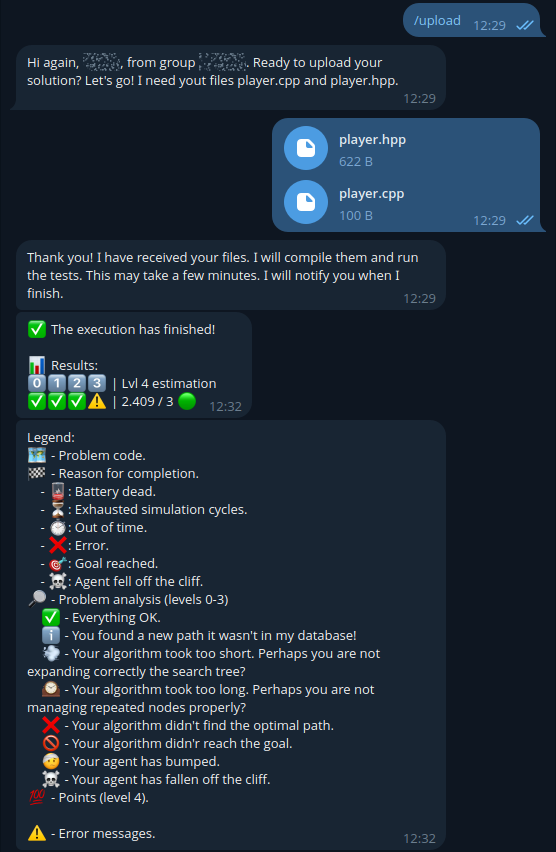 /upload 12:29
Hi again, , from group . Ready to upload your
solution? Let's go! I need yout files player.cpp and player.hpp.
12:29
player.hpp
622 B
player.cpp
100 B
12:29
Thank you! I have received your files. I will compile them and run
the tests. This may take a few minutes. I will notify you when I
finish.
12:29
✅ The execution has finished!
📊 Results:
0️⃣1️⃣2️⃣3️⃣ | Lvl 4 estimation
✅✅✅⚠️ | 2.409 / 3 🟢 12:32
Legend:
🗺️ - Problem code.
🏁 - Reason for completion.
- 🪫: Battery dead.
- ⏳: Exhausted simulation cycles.
- ⏱️: Out of time.
- ❌: Error.
- 🎯: Goal reached.
- ☠️: Agent fell off the cliff.
🔎 - Problem analysis (levels 0-3)
✅ - Everything OK.
ℹ️ - You found a new path it wasn't in my database!
💨 - Your algorithm took too short. Perhaps you are not
expanding correctly the search tree?
🕰️ - Your algorithm took too long. Perhaps you are not
managing repeated nodes properly?
❌ - Your algorithm didn't find the optimal path.
🚫 - Your algorithm didn'r reach the goal.
🤕 - Your agent has bumped.
☠️ - Your agent has fallen off the cliff.
💯 - Points (level 4).
⚠️ - Error messages.
12:32